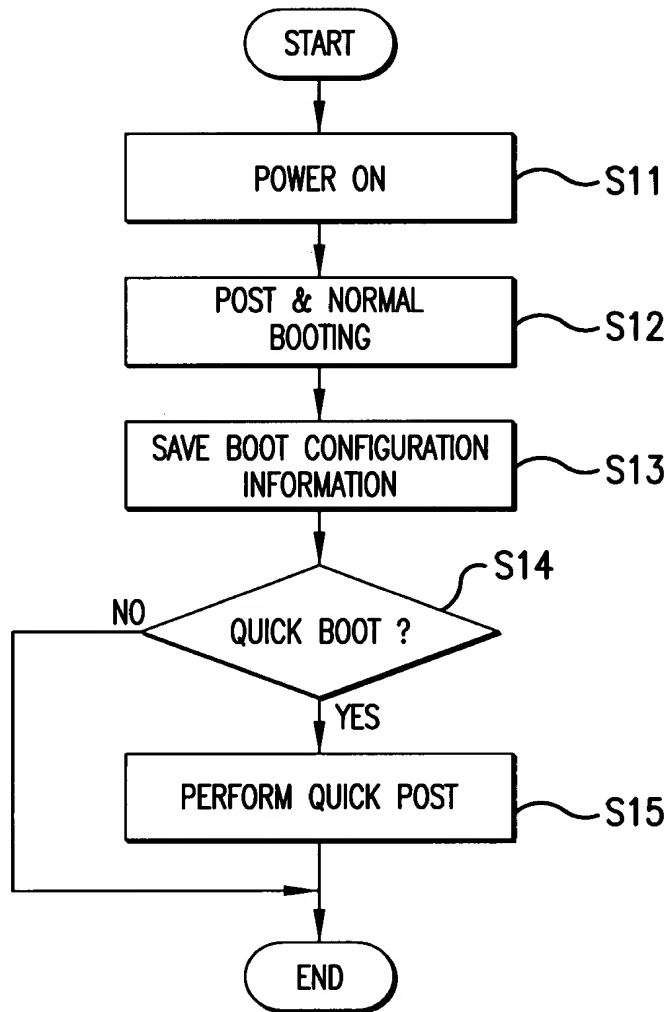 START
POWER ON
S11
POST & NORMAL
BOOTING
S12
SAVE BOOT CONFIGURATION
INFORMATION
S13
S14
NO
QUICK BOOT ?
YES
PERFORM QUICK POST
S15
END